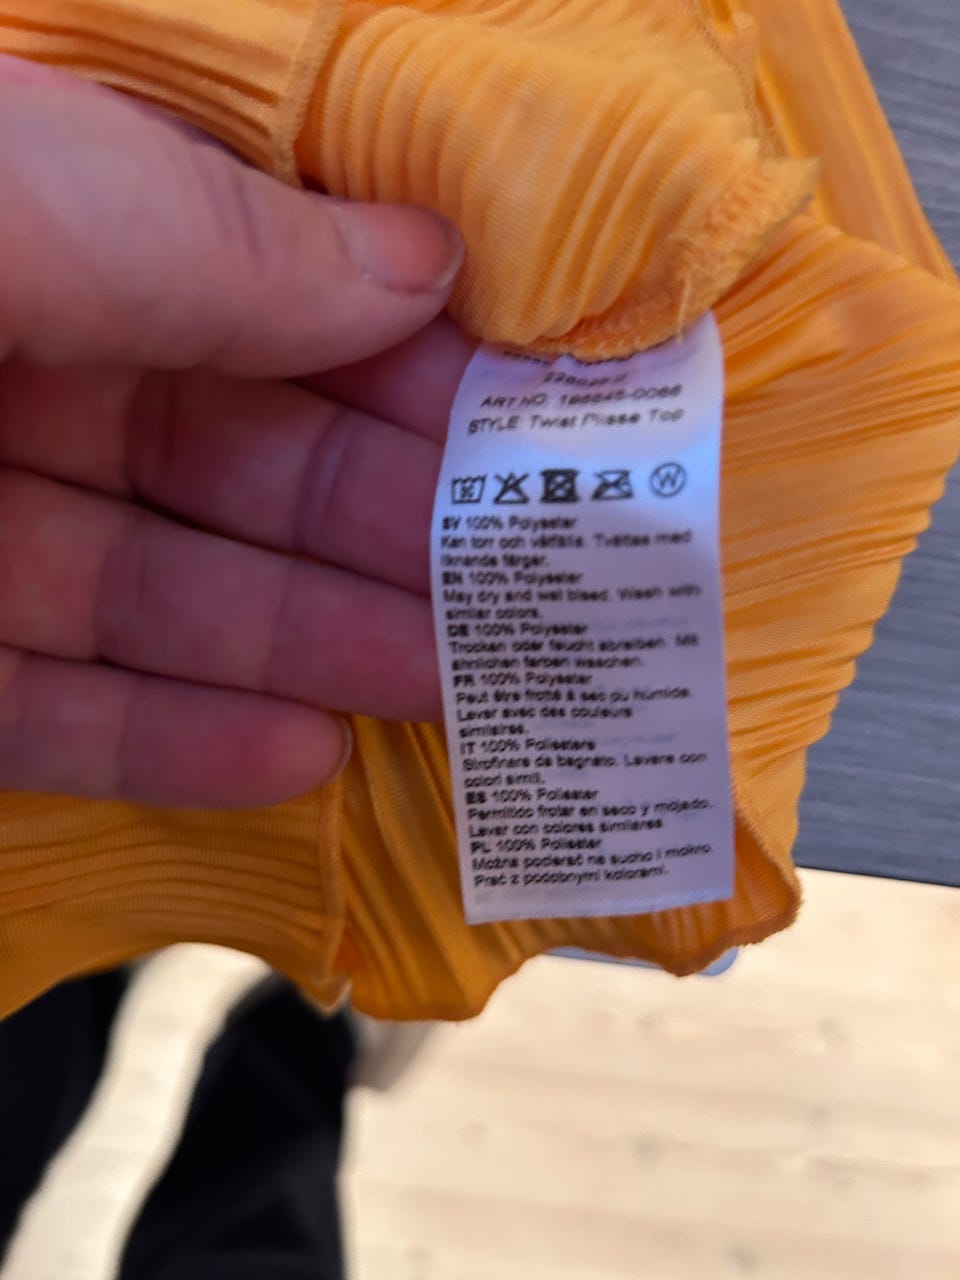 ART NO:
STYLE: Twist Plisse Top
30
W
SV 100% Polyester
Kan torr och våtfälla. Tvättas med
liknande färger.
EN 100% Polyester
May dry and wet bleed. Wash with
similar colors.
DE 100% Polyester
Trocken oder feucht abreiben. Mit
ähnlichen farben waschen.
FR 100% Polyester
Peut être frotté à sec ou humide.
Laver avec des couleurs
similaires.
IT 100% Poliestere
Strofinare da bagnato. Lavare con
colori simili.
ES 100% Poliester
Permitido frotar en seco y mojado.
Lavar con colores similares.
PL 100% Poliester
Można pocierać na sucho i mokro.
Prać z podobnymi kolorami.